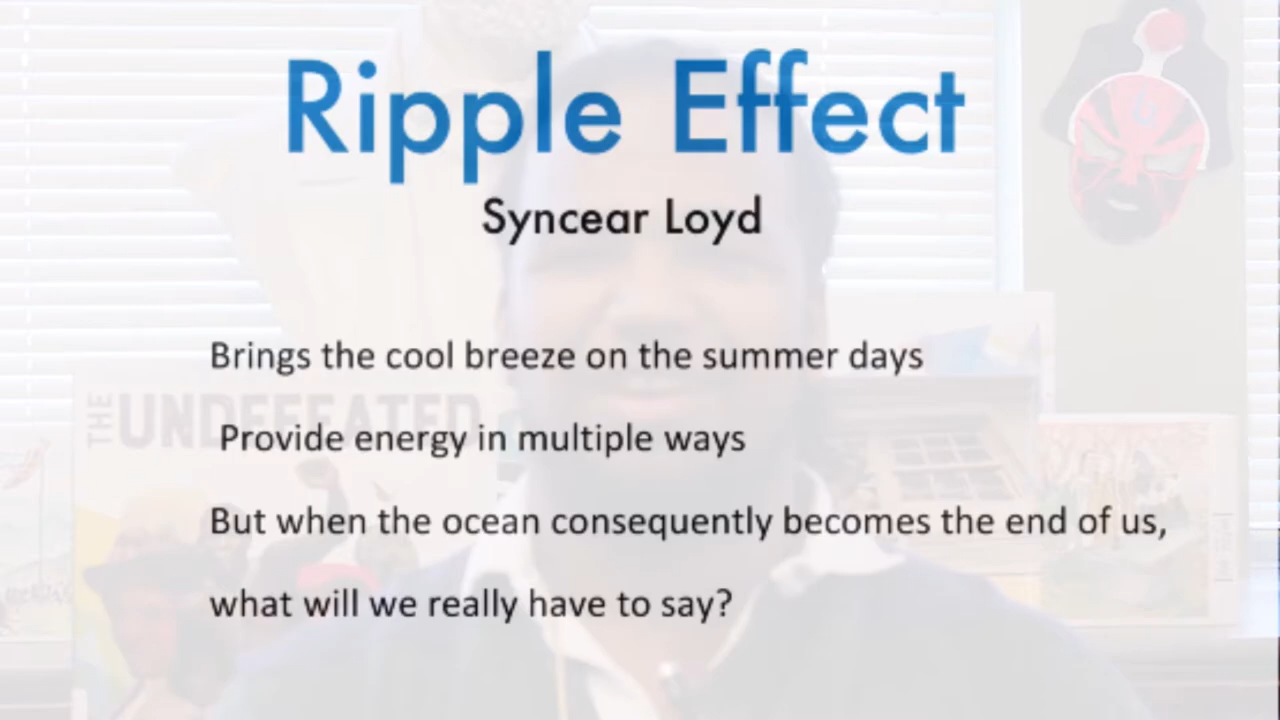 Ripple Effect
Syncear Loyd
Brings the cool breeze on the summer days
THE UNDEFEATED
Provide energy in multiple ways
But when the ocean consequently becomes the end of us,
what will we really have to say?